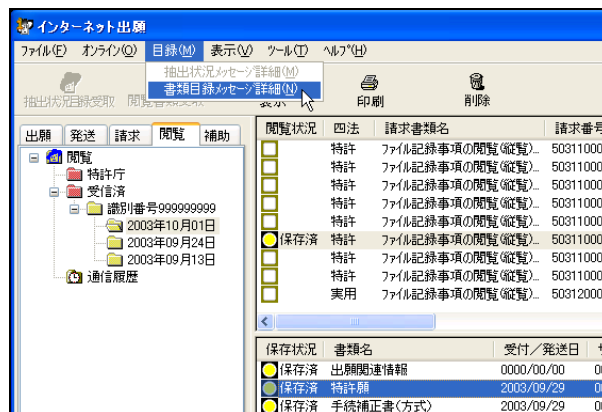 インターネット出願
ファイル(F) オンライン(O) 目録(M) 表示(V) ツール(T) ヘルプ(H)
抽出状況メッセージ詳細(M)
書類目録メッセージ詳細(N)
抽出状況目録受取 閲覧書類受取 表示 印刷 削除
出願 発送 請求 閲覧 補助
閲覧
特許庁
受信済
識別番号999999999
2003年10月01日
2003年09月24日
2003年09月13日
通信履歴
閲覧状況 四法 請求書類名 請求番号
特許 ファイル記録事項の閲覧(縦覧)... 50311000
特許 ファイル記録事項の閲覧(縦覧)... 50311000
特許 ファイル記録事項の閲覧(縦覧)... 50311000
特許 ファイル記録事項の閲覧(縦覧)... 50311000
特許 ファイル記録事項の閲覧(縦覧)... 50311000
保存済 特許 ファイル記録事項の閲覧(縦覧)... 50311000
特許 ファイル記録事項の閲覧(縦覧)... 50311000
特許 ファイル記録事項の閲覧(縦覧)... 50311000
実用 ファイル記録事項の閲覧(縦覧)... 50312000
保存状況 書類名 受付／発送日
保存済 出願関連情報 0000/00/00
保存済 特許願 2003/09/29
保存済 手続補正書(方式) 2003/09/29